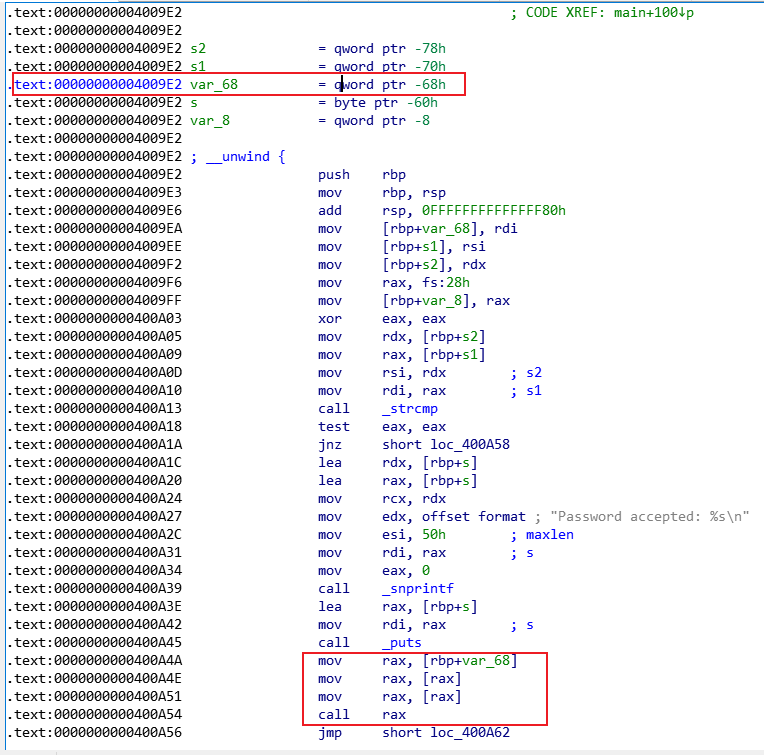 .text:00000000004009E2 ; CODE XREF: main+100↓p
.text:00000000004009E2
.text:00000000004009E2 s2 = qword ptr -78h
.text:00000000004009E2 s1 = qword ptr -70h
.text:00000000004009E2 var_68 = qword ptr -68h
.text:00000000004009E2 s = byte ptr -60h
.text:00000000004009E2 var_8 = qword ptr -8
.text:00000000004009E2
.text:00000000004009E2 ; __unwind {
.text:00000000004009E2 push rbp
.text:00000000004009E3 mov rbp, rsp
.text:00000000004009E6 add rsp, 0FFFFFFFFFFFFFF80h
.text:00000000004009EA mov [rbp+var_68], rdi
.text:00000000004009EE mov [rbp+s1], rsi
.text:00000000004009F2 mov [rbp+s2], rdx
.text:00000000004009F6 mov rax, fs:28h
.text:00000000004009FF mov [rbp+var_8], rax
.text:0000000000400A03 xor eax, eax
.text:0000000000400A05 mov rdx, [rbp+s2]
.text:0000000000400A09 mov rax, [rbp+s1]
.text:0000000000400A0D mov rsi, rdx ; s2
.text:0000000000400A10 mov rdi, rax ; s1
.text:0000000000400A13 call _strcmp
.text:0000000000400A18 test eax, eax
.text:0000000000400A1A jnz short loc_400A58
.text:0000000000400A1C lea rdx, [rbp+s]
.text:0000000000400A20 lea rax, [rbp+s]
.text:0000000000400A24 mov rcx, rdx
.text:0000000000400A27 mov edx, offset format ; "Password accepted: %s\n"
.text:0000000000400A2C mov esi, 50h ; maxlen
.text:0000000000400A31 mov rdi, rax ; s
.text:0000000000400A34 mov eax, 0
.text:0000000000400A39 call _snprintf
.text:0000000000400A3E lea rax, [rbp+s]
.text:0000000000400A42 mov rdi, rax ; s
.text:0000000000400A45 call _puts
.text:0000000000400A4A mov rax, [rbp+var_68]
.text:0000000000400A4E mov rax, [rax]
.text:0000000000400A51 mov rax, [rax]
.text:0000000000400A54 call rax
.text:0000000000400A56 jmp short loc_400A62